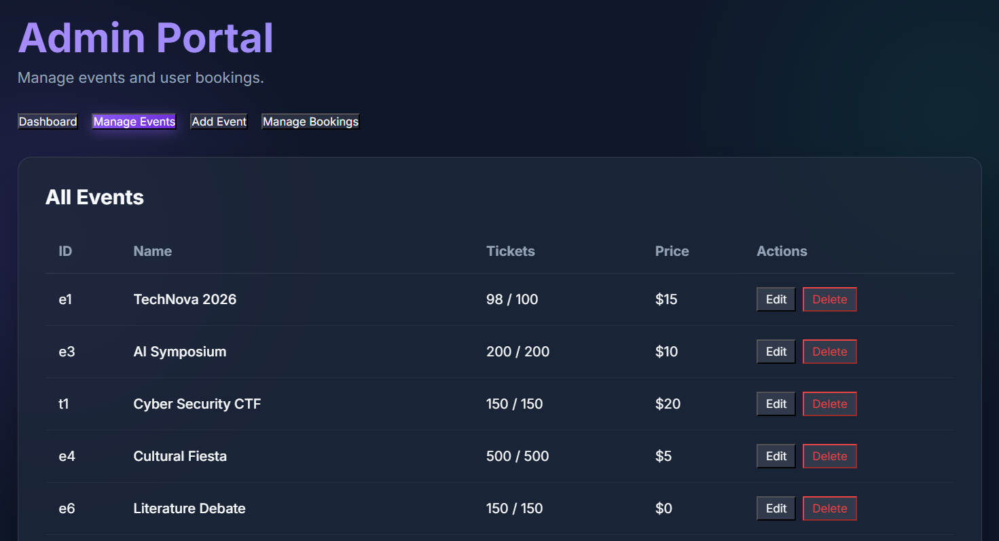 Admin Portal
Manage events and user bookings.
Dashboard Manage Events Add Event Manage Bookings
All Events
ID Name Tickets Price Actions
e1 TechNova 2026 98 / 100 $15 Edit Delete
e3 AI Symposium 200 / 200 $10 Edit Delete
t1 Cyber Security CTF 150 / 150 $20 Edit Delete
e4 Cultural Fiesta 500 / 500 $5 Edit Delete
e6 Literature Debate 150 / 150 $0 Edit Delete